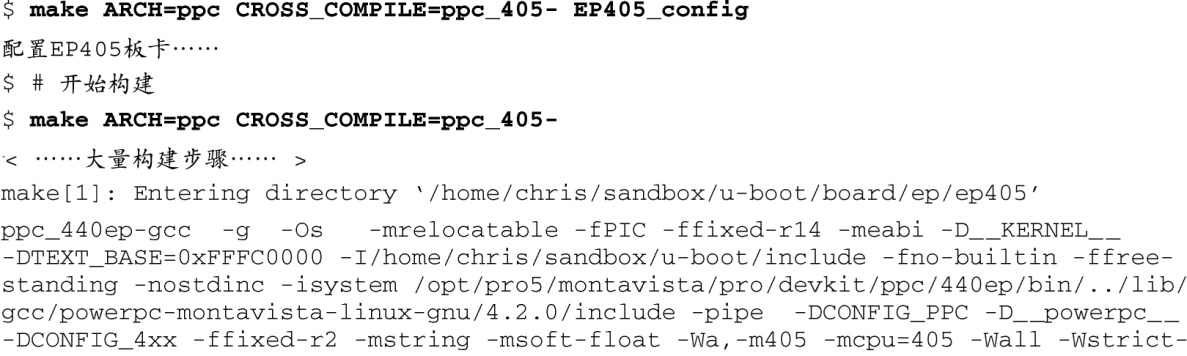 $ make ARCH=ppc CROSS_COMPILE=ppc_405- EP405_config
配置EP405板卡……
$ # 开始构建
$ make ARCH=ppc CROSS_COMPILE=ppc_405-
< ……大量构建步骤…… >
make[1]: Entering directory ‘/home/chris/sandbox/u-boot/board/ep/ep405’
ppc_440ep-gcc -g -Os -mrelocatable -fPIC -ffixed-r14 -meabi -D__KERNEL__
-DTEXT_BASE=0xFFFC0000 -I/home/chris/sandbox/u-boot/include -fno-builtin -ffree-
standing -nostdinc -isystem /opt/pro5/montavista/pro/devkit/ppc/440ep/bin/../lib/
gcc/powerpc-montavista-linux-gnu/4.2.0/include -pipe -DCONFIG_PPC -D__powerpc__
-DCONFIG_4xx -ffixed-r2 -mstring -msoft-float -Wa,-m405 -mcpu=405 -Wall -Wstrict-